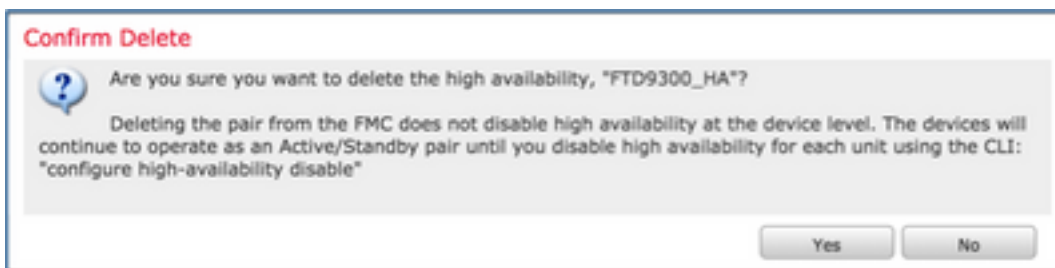 Confirm Delete
?
Are you sure you want to delete the high availability, "FTD9300_HA"?
Deleting the pair from the FMC does not disable high availability at the device level. The devices will
continue to operate as an Active/Standby pair until you disable high availability for each unit using the CLI:
"configure high-availability disable"
Yes No